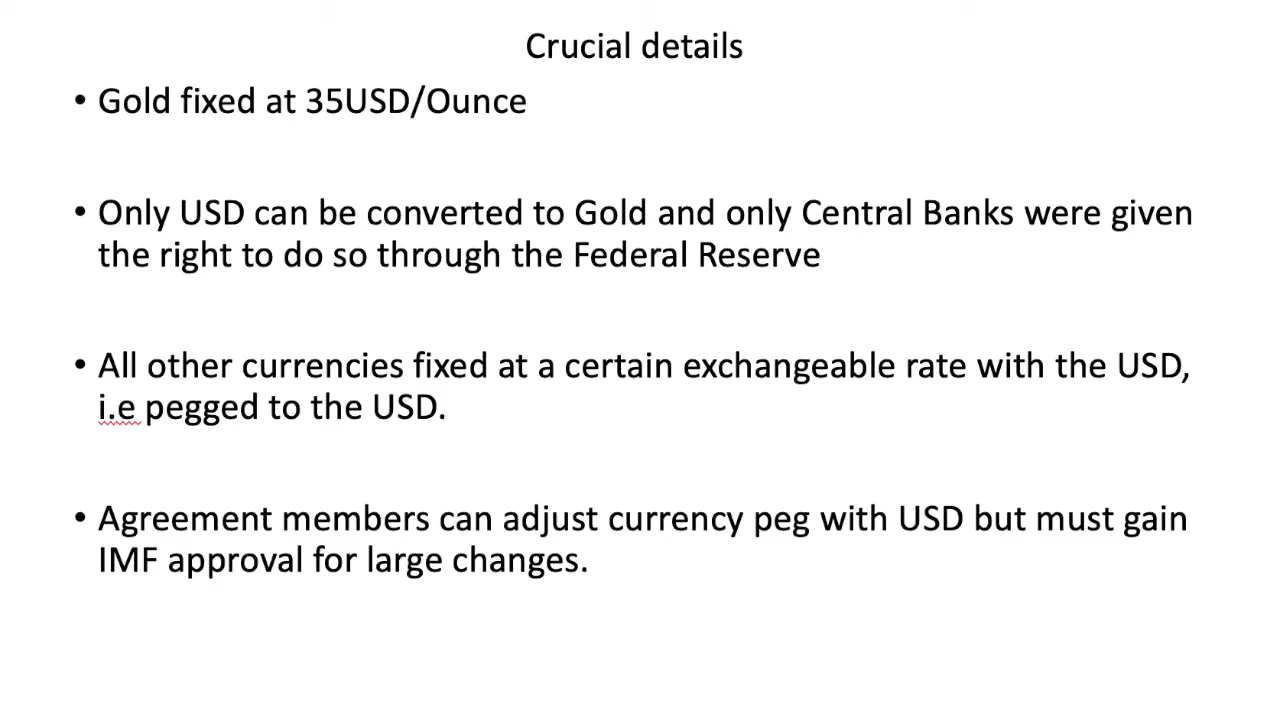 Crucial details
• Gold fixed at 35USD/Ounce
• Only USD can be converted to Gold and only Central Banks were given
the right to do so through the Federal Reserve
• All other currencies fixed at a certain exchangeable rate with the USD,
i.e pegged to the USD.
• Agreement members can adjust currency peg with USD but must gain
IMF approval for large changes.